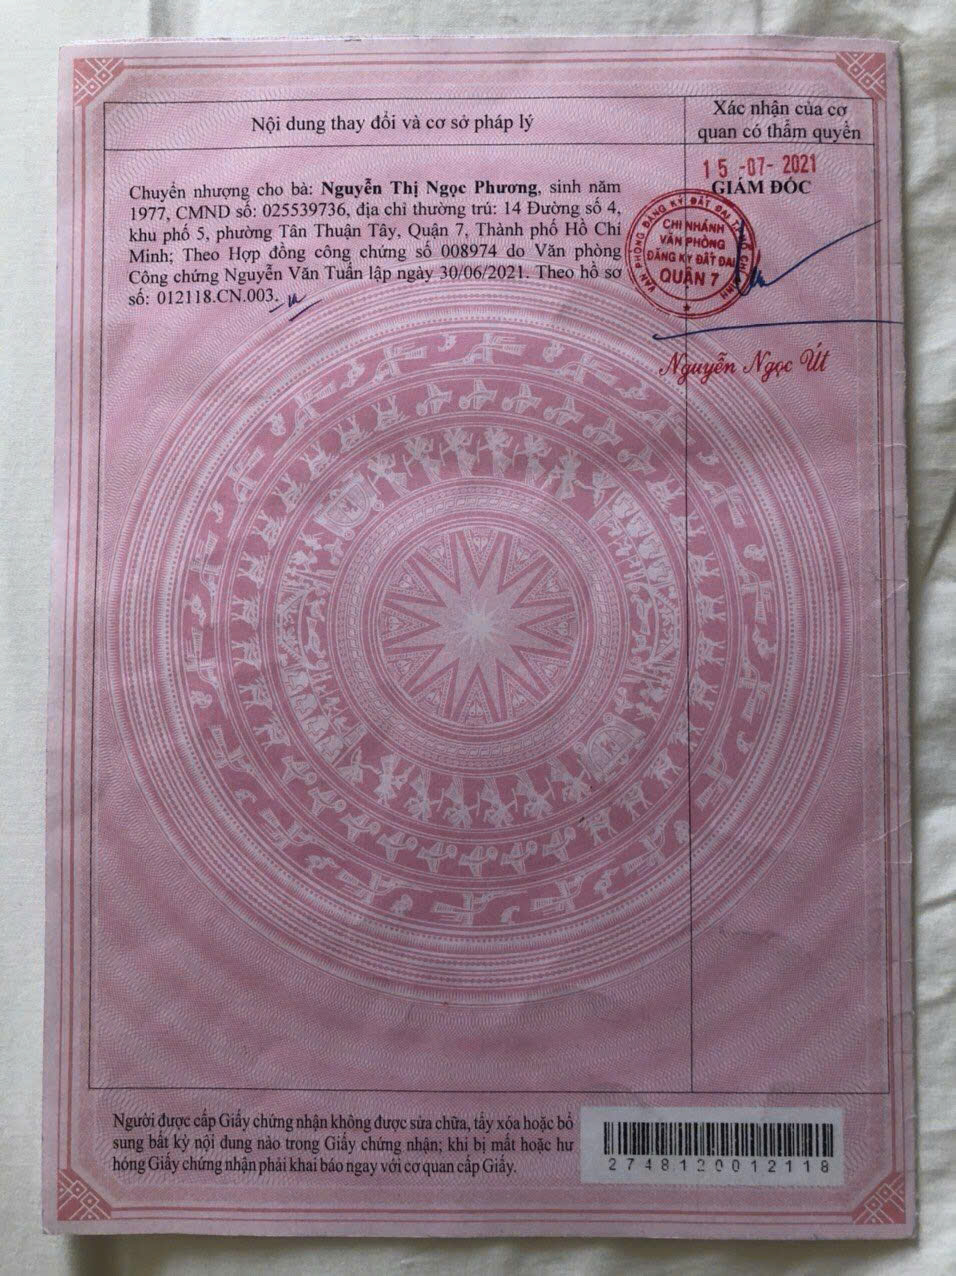 Nội dung thay đổi và cơ sở pháp lý
Xác nhận của cơ
quan có thẩm quyền
Chuyển nhượng cho bà: Nguyễn Thị Ngọc Phương, sinh năm
1977, CMND số: 025539736, địa chỉ thường trú: 14 Đường số 4,
khu phố 5, phường Tân Thuận Tây, Quận 7, Thành phố Hồ Chí
Minh; Theo Hợp đồng công chứng số 008974 do Văn phòng
Công chứng Nguyễn Văn Tuấn lập ngày 30/06/2021. Theo hồ sơ
số: 012118.CN.003.
15 -07- 2021
GIÁM ĐỐC
VĂN PHÒNG ĐĂNG KÝ ĐẤT ĐAI
CHI NHÁNH
VĂN PHÒNG
ĐĂNG KÝ ĐẤT ĐAI
QUẬN 7
Nguyễn Ngọc Út
Người được cấp Giấy chứng nhận không được sửa chữa, tẩy xóa hoặc bổ
sung bất kỳ nội dung nào trong Giấy chứng nhận; khi bị mất hoặc hư
hỏng Giấy chứng nhận phải khai báo ngay với cơ quan cấp Giấy.
2748120012118